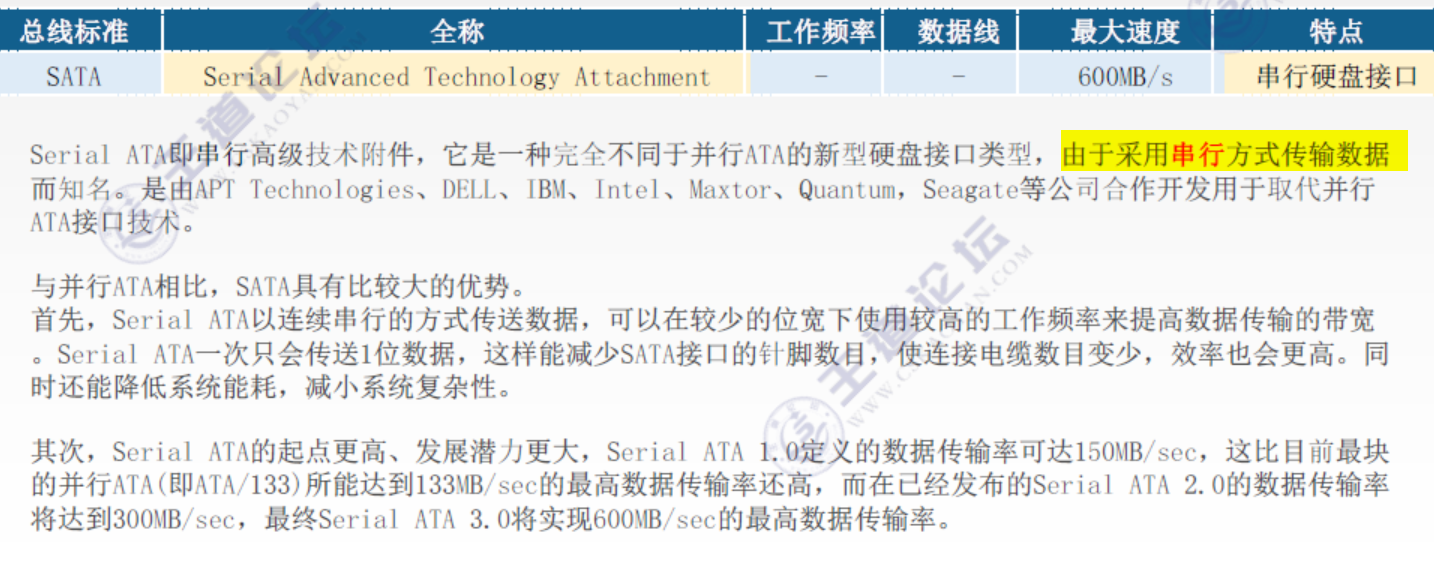 总线标准 全称 工作频率 数据线 最大速度 特点
SATA Serial Advanced Technology Attachment - - 600MB/s 串行硬盘接口
Serial ATA即串行高级技术附件，它是一种完全不同于并行ATA的新型硬盘接口类型，由于采用串行方式传输数据
而知名。是由APT Technologies、DELL、IBM、Intel、Maxtor、Quantum，Seagate等公司合作开发用于取代并行
ATA接口技术。
与并行ATA相比，SATA具有比较大的优势。
首先，Serial ATA以连续串行的方式传送数据，可以在较少的位宽下使用较高的工作频率来提高数据传输的带宽
。Serial ATA一次只会传送1位数据，这样能减少SATA接口的针脚数目，使连接电缆数目变少，效率也会更高。同
时还能降低系统能耗，减小系统复杂性。
其次，Serial ATA的起点更高、发展潜力更大，Serial ATA 1.0定义的数据传输率可达150MB/sec，这比目前最块
的并行ATA(即ATA/133)所能达到133MB/sec的最高数据传输率还高，而在已经发布的Serial ATA 2.0的数据传输率
将达到300MB/sec，最终Serial ATA 3.0将实现600MB/sec的最高数据传输率。
王道论坛
王道论坛